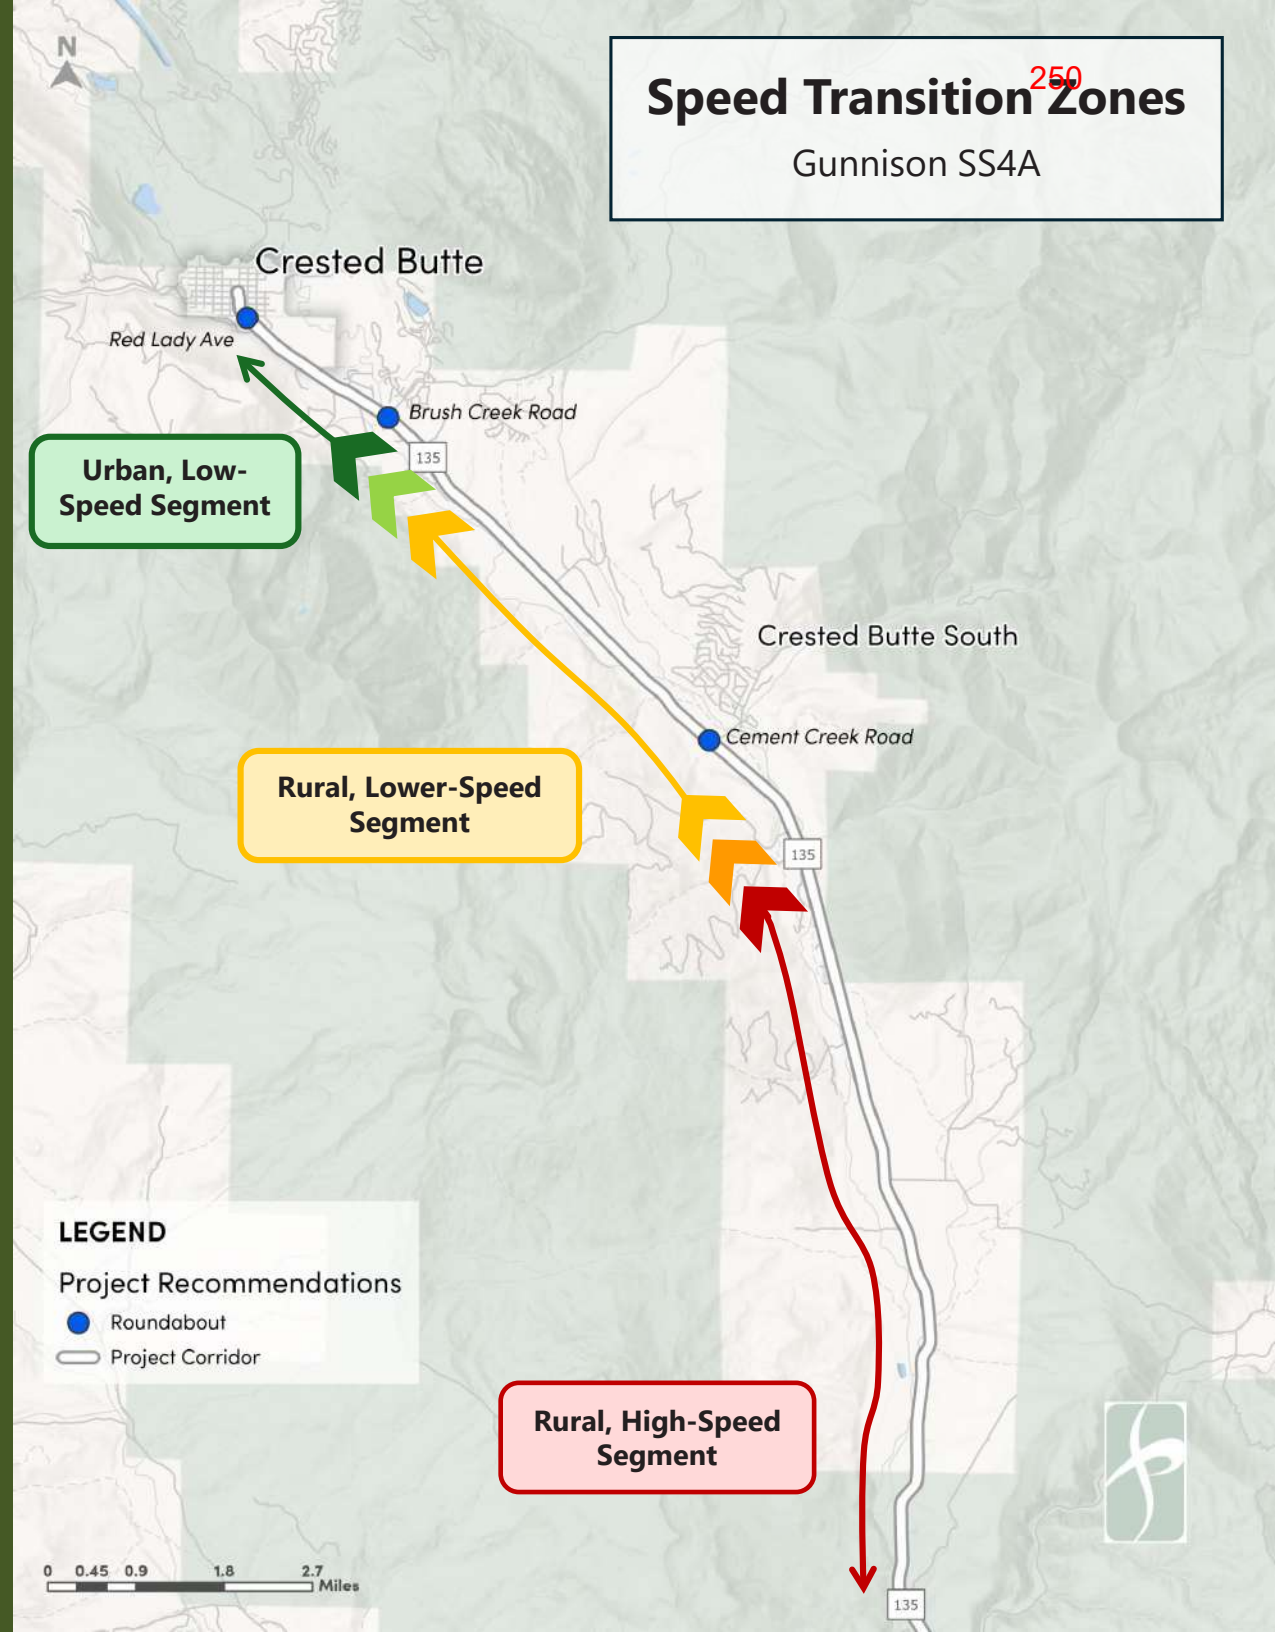 N
250
Speed Transition Zones
Gunnison SS4A
Crested Butte
Red Lady Ave
Brush Creek Road
135
Urban, Low-
Speed Segment
Crested Butte South
Cement Creek Road
Rural, Lower-Speed
Segment
135
LEGEND
Project Recommendations
Roundabout
Project Corridor
Rural, High-Speed
Segment
0 0.45 0.9 1.8 2.7
Miles
135